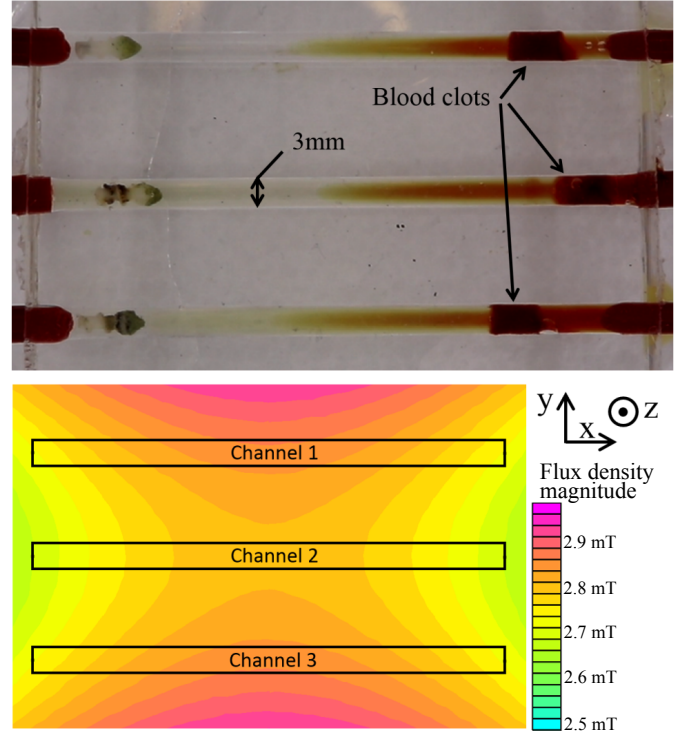 Blood clots
3mm
Channel 1
Channel 2
Channel 3
y
z
x
Flux density
magnitude
2.9 mT
2.8 mT
2.7 mT
2.6 mT
2.5 mT